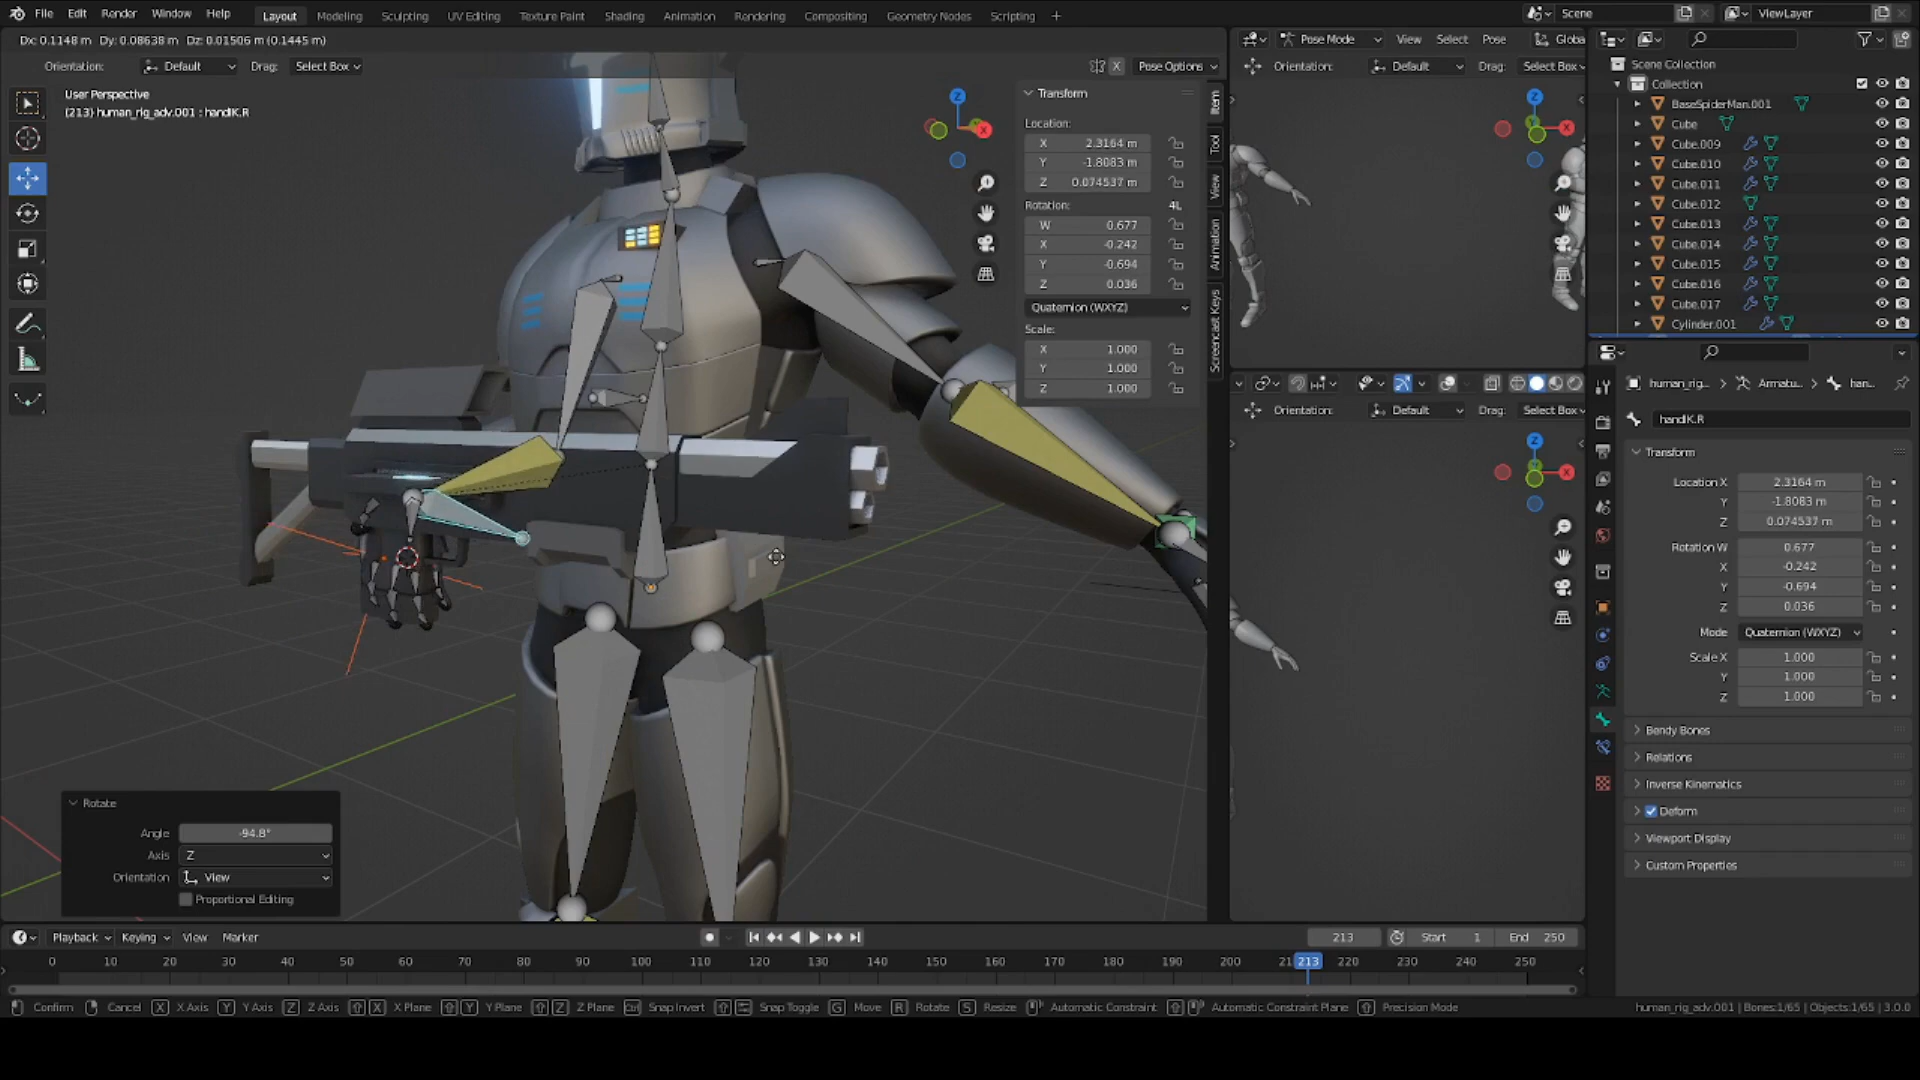 File Edit Render Window Help Layout Modeling Sculpting UV Editing Texture Paint Shading Animation Rendering Compositing Geometry Nodes Scripting + Scene ViewLayer
Dx: 0.1148 m Dy: 0.08638 m Dz: 0.01506 m (0.1445 m)
Pose Mode View Select Pose Globa
Orientation: Default Drag: Select Box X Pose Options
Orientation: Default Drag: Select Box
User Perspective
(213) human_rig_adv.001 : handIK.R
Transform
Location:
X 2.3164 m
Y -1.8083 m
Z 0.074537 m
Rotation: 4L
W 0.677
X -0.242
Y -0.694
Z 0.036
Quaternion (WXYZ)
Scale:
X 1.000
Y 1.000
Z 1.000
Item
Tool
View
Animation
Screencast Keys
Z
X
Z
X
Scene Collection
Collection
BaseSpiderMan.001
Cube
Cube.009
Cube.010
Cube.011
Cube.012
Cube.013
Cube.014
Cube.015
Cube.016
Cube.017
Cylinder.001
Orientation: Default Drag: Select Box
Z
X
human_rig... Armatu... han...
handIK.R
Transform
Location X 2.3164 m
Y -1.8083 m
Z 0.074537 m
Rotation W 0.677
X -0.242
Y -0.694
Z 0.036
Mode Quaternion (WXYZ)
Scale X 1.000
Y 1.000
Z 1.000
Bendy Bones
Relations
Inverse Kinematics
Deform
Viewport Display
Custom Properties
Rotate
Angle -94.8°
Axis Z
Orientation View
Proportional Editing
Playback Keying View Marker 213 Start 1 End 250
0 10 20 30 40 50 60 70 80 90 100 110 120 130 140 150 160 170 180 190 200 21 213 220 230 240 250
Confirm Cancel X X Axis Y Y Axis Z Z Axis X X Plane Y Y Plane Z Z Plane Ctrl Snap Invert Snap Toggle G Move R Rotate S Resize Automatic Constraint Automatic Constraint Plane Precision Mode human_rig_adv.001 | Bones:1/65 | Objects:1/65 | 3.0.0